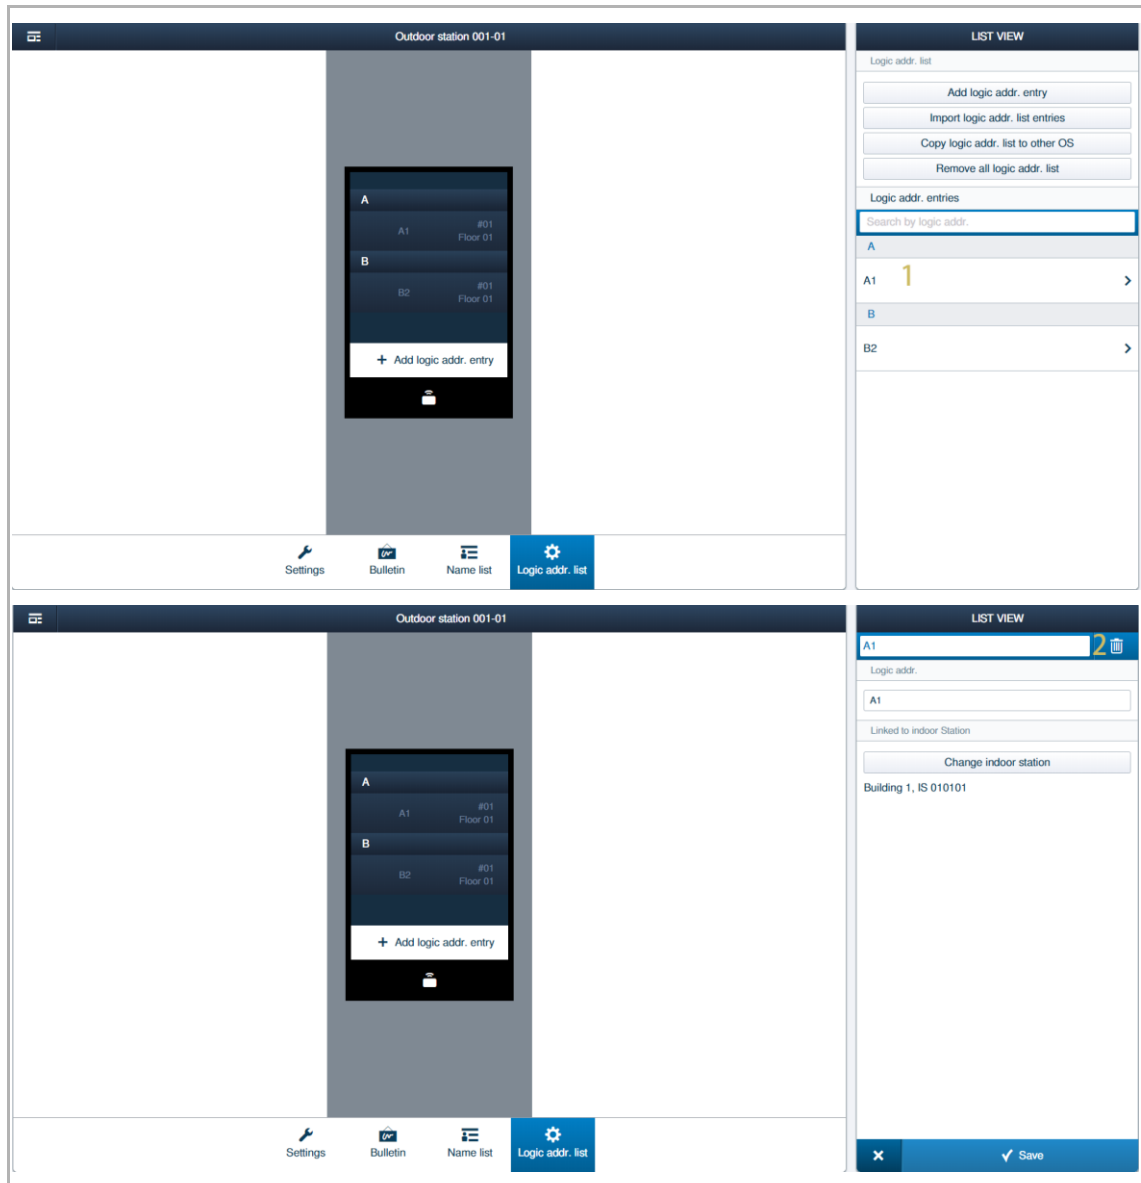 Outdoor station 001-01
LIST VIEW
Logic addr. list
Add logic addr. entry
Import logic addr. list entries
Copy logic addr. list to other OS
Remove all logic addr. list
Logic addr. entries
Search by logic addr.
A
A1 1
B
B2
A
A1 #01
Floor 01
B
B2 #01
Floor 01
+ Add logic addr. entry
Settings Bulletin Name list Logic addr. list
Outdoor station 001-01
LIST VIEW
A1 2
Logic addr.
A1
Linked to indoor Station
Change indoor station
Building 1, IS 010101
A
A1 #01
Floor 01
B
B2 #01
Floor 01
+ Add logic addr. entry
Settings Bulletin Name list Logic addr. list
Save